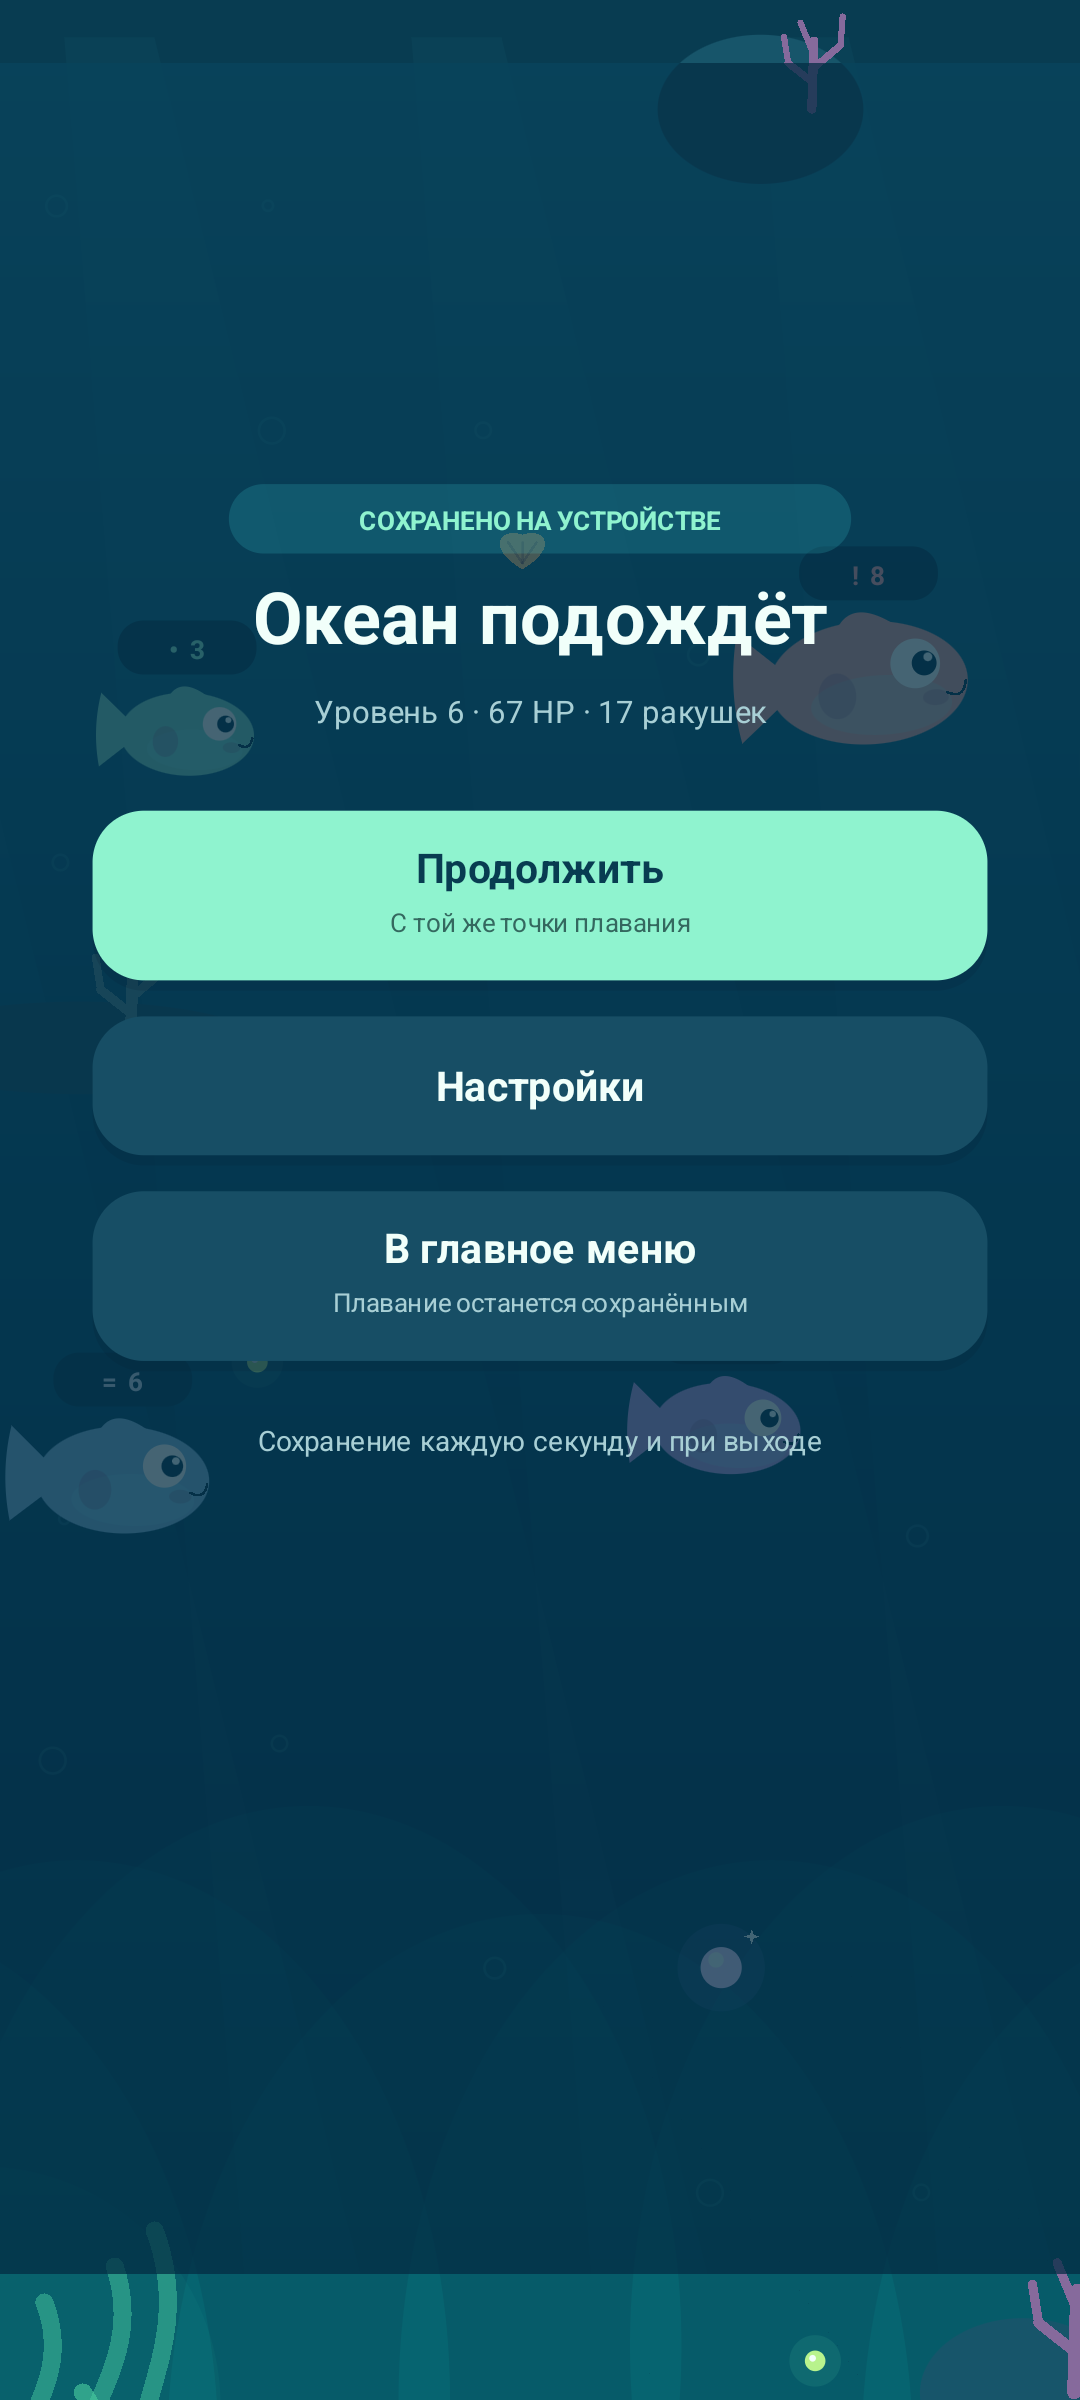 СОХРАНЕНО НА УСТРОЙСТВЕ
! 8
Океан подождёт
• 3
Уровень 6 · 67 HP · 17 ракушек
Продолжить
С той же точки плавания
Настройки
В главное меню
Плавание останется сохранённым
= 6
Сохранение каждую секунду и при выходе